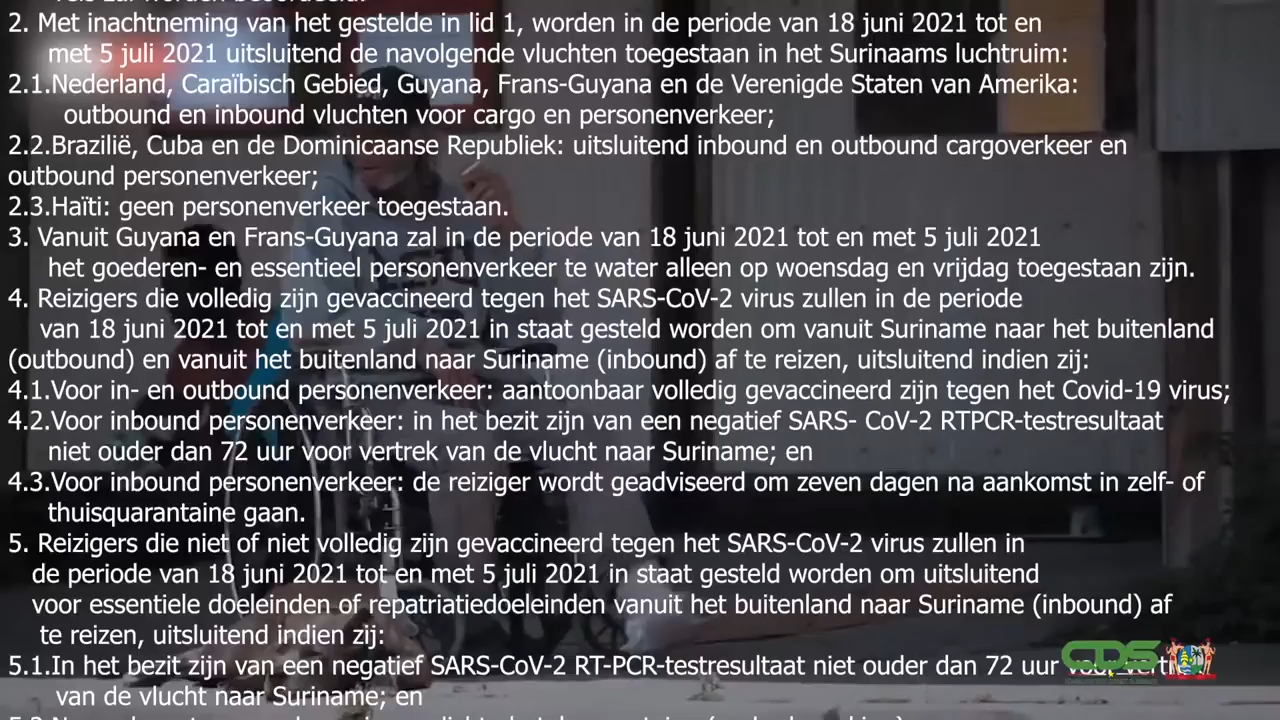 2. Met inachtneming van het gestelde in lid 1, worden in de periode van 18 juni 2021 tot en
met 5 juli 2021 uitsluitend de navolgende vluchten toegestaan in het Surinaams luchtruim:
2.1.Nederland, Caraïbisch Gebied, Guyana, Frans-Guyana en de Verenigde Staten van Amerika:
outbound en inbound vluchten voor cargo en personenverkeer;
2.2.Brazilië, Cuba en de Dominicaanse Republiek: uitsluitend inbound en outbound cargoverkeer en
outbound personenverkeer;
2.3.Haïti: geen personenverkeer toegestaan.
3. Vanuit Guyana en Frans-Guyana zal in de periode van 18 juni 2021 tot en met 5 juli 2021
het goederen- en essentieel personenverkeer te water alleen op woensdag en vrijdag toegestaan zijn.
4. Reizigers die volledig zijn gevaccineerd tegen het SARS-CoV-2 virus zullen in de periode
van 18 juni 2021 tot en met 5 juli 2021 in staat gesteld worden om vanuit Suriname naar het buitenland
(outbound) en vanuit het buitenland naar Suriname (inbound) af te reizen, uitsluitend indien zij:
4.1.Voor in- en outbound personenverkeer: aantoonbaar volledig gevaccineerd zijn tegen het Covid-19 virus;
4.2.Voor inbound personenverkeer: in het bezit zijn van een negatief SARS- CoV-2 RTPCR-testresultaat
niet ouder dan 72 uur voor vertrek van de vlucht naar Suriname; en
4.3.Voor inbound personenverkeer: de reiziger wordt geadviseerd om zeven dagen na aankomst in zelf- of
thuisquarantaine gaan.
5. Reizigers die niet of niet volledig zijn gevaccineerd tegen het SARS-CoV-2 virus zullen in
de periode van 18 juni 2021 tot en met 5 juli 2021 in staat gesteld worden om uitsluitend
voor essentiele doeleinden of repatriatiedoeleinden vanuit het buitenland naar Suriname (inbound) af
te reizen, uitsluitend indien zij:
5.1.In het bezit zijn van een negatief SARS-CoV-2 RT-PCR-testresultaat niet ouder dan 72 uur
CDS
van de vlucht naar Suriname; en